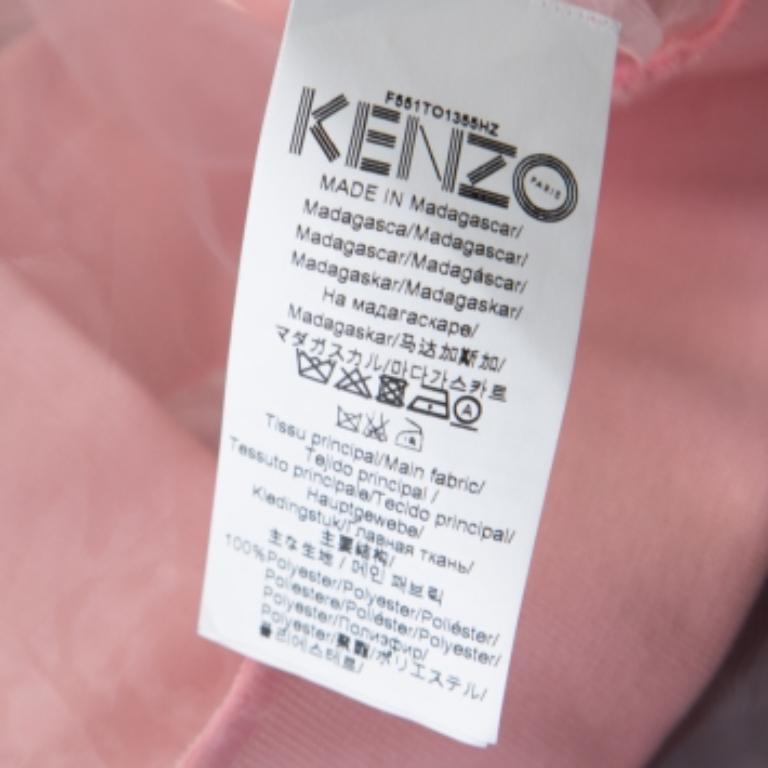 F551TO1355HZ
KENZO
PARIS
MADE IN Madagascar/
Madagasca/Madagascar/
Madagascar/Madagáscar/
Madagaskar/Madagaskar/
На мадагаскаре/
Madagaskar/马达加斯加/
マダガスカル/마다가스카르
A
Tissu principal/Main fabric/
Tejido principal /
Tessuto principale/Tecido principal/
Hauptgewebe/
Kledingstuk/Главная ткань/
主要结构/
主な生地 / 메인 패브릭
100%Polyester/Polyester/Poliéster/
Poliestere/Poliéster/Polyester/
Polyester/Полиэфир/
Polyester/聚酯/ポリエステル/
폴리에스테르/